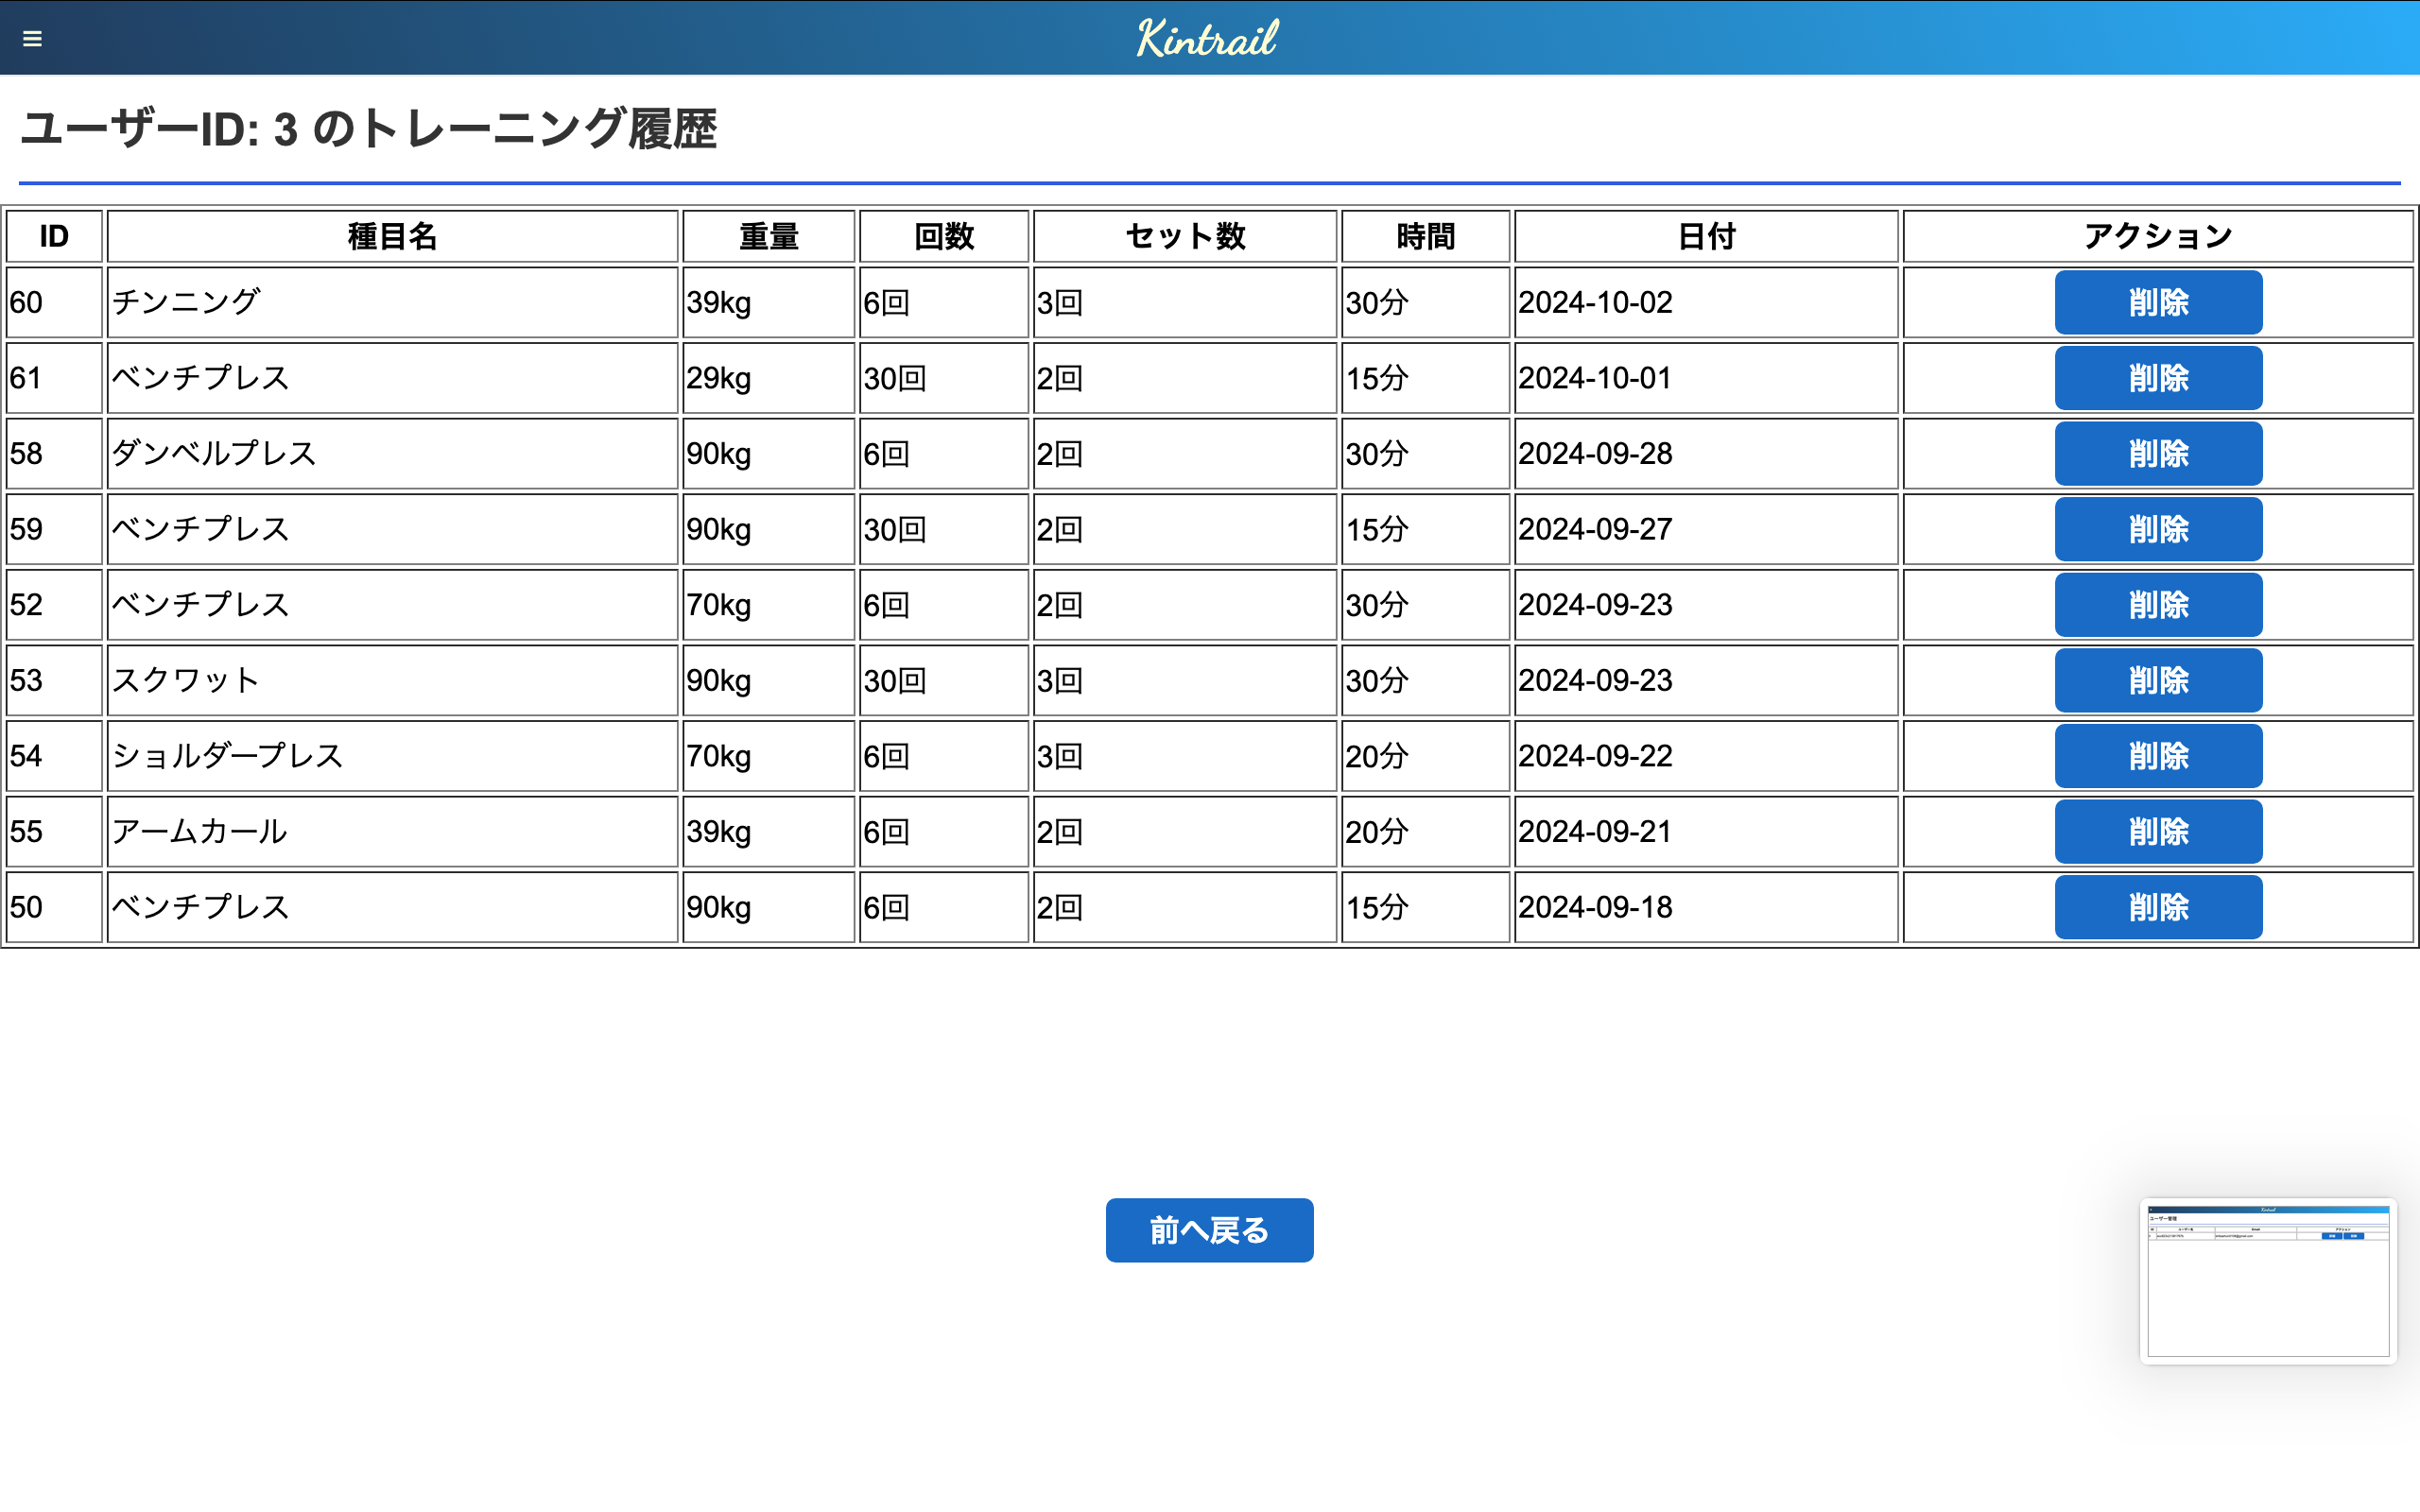 Kintrail
ユーザーID: 3 のトレーニング履歴
ID 種目名 重量 回数 セット数 時間 日付 アクション
60 チンニング 39kg 6回 3回 30分 2024-10-02 削除
61 ベンチプレス 29kg 30回 2回 15分 2024-10-01 削除
58 ダンベルプレス 90kg 6回 2回 30分 2024-09-28 削除
59 ベンチプレス 90kg 30回 2回 15分 2024-09-27 削除
52 ベンチプレス 70kg 6回 2回 30分 2024-09-23 削除
53 スクワット 90kg 30回 3回 30分 2024-09-23 削除
54 ショルダープレス 70kg 6回 3回 20分 2024-09-22 削除
55 アームカール 39kg 6回 2回 20分 2024-09-21 削除
50 ベンチプレス 90kg 6回 2回 15分 2024-09-18 削除
前へ戻る
Kintrail
ユーザー管理